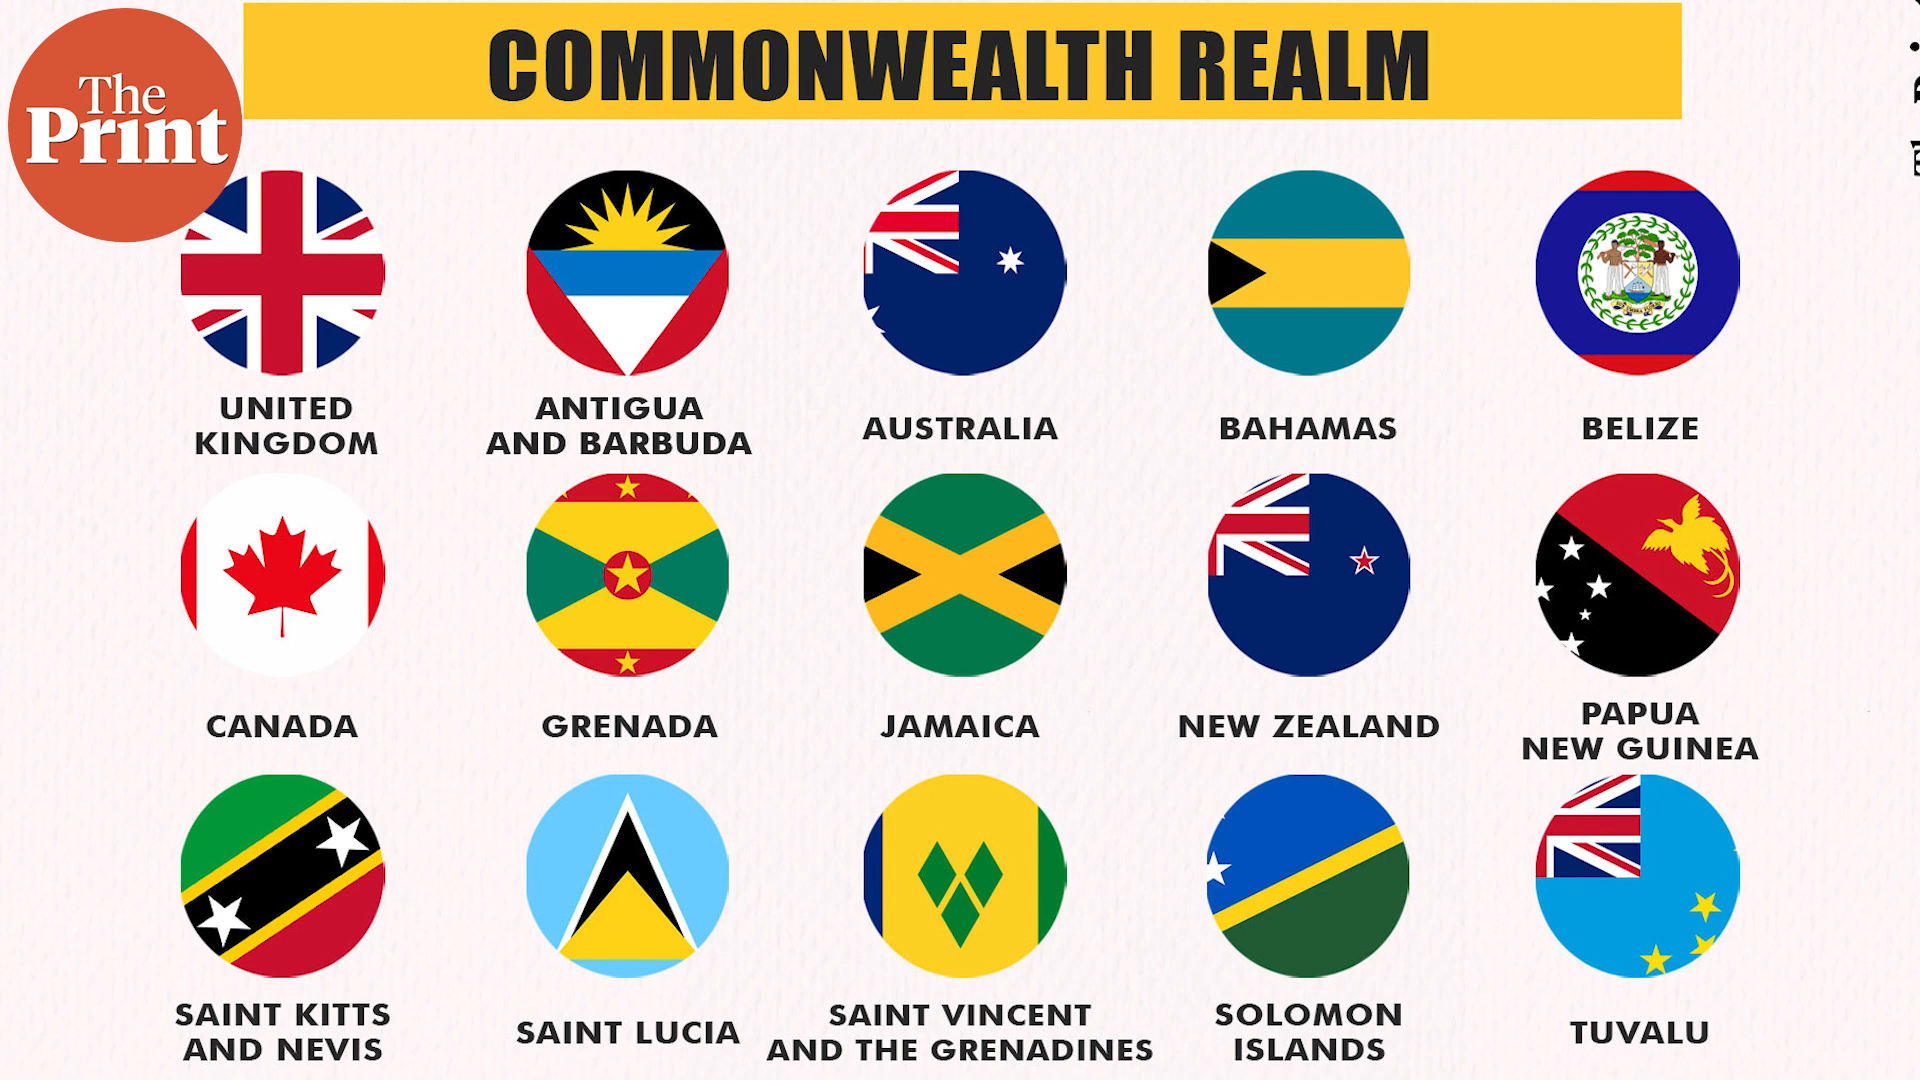 The
Print
COMMONWEALTH REALM
UNITED
KINGDOM
ANTIGUA
AND BARBUDA
AUSTRALIA
BAHAMAS
BELIZE
CANADA
GRENADA
JAMAICA
NEW ZEALAND
PAPUA
NEW GUINEA
SAINT KITTS
AND NEVIS
SAINT LUCIA
SAINT VINCENT
AND THE GRENADINES
SOLOMON
ISLANDS
TUVALU